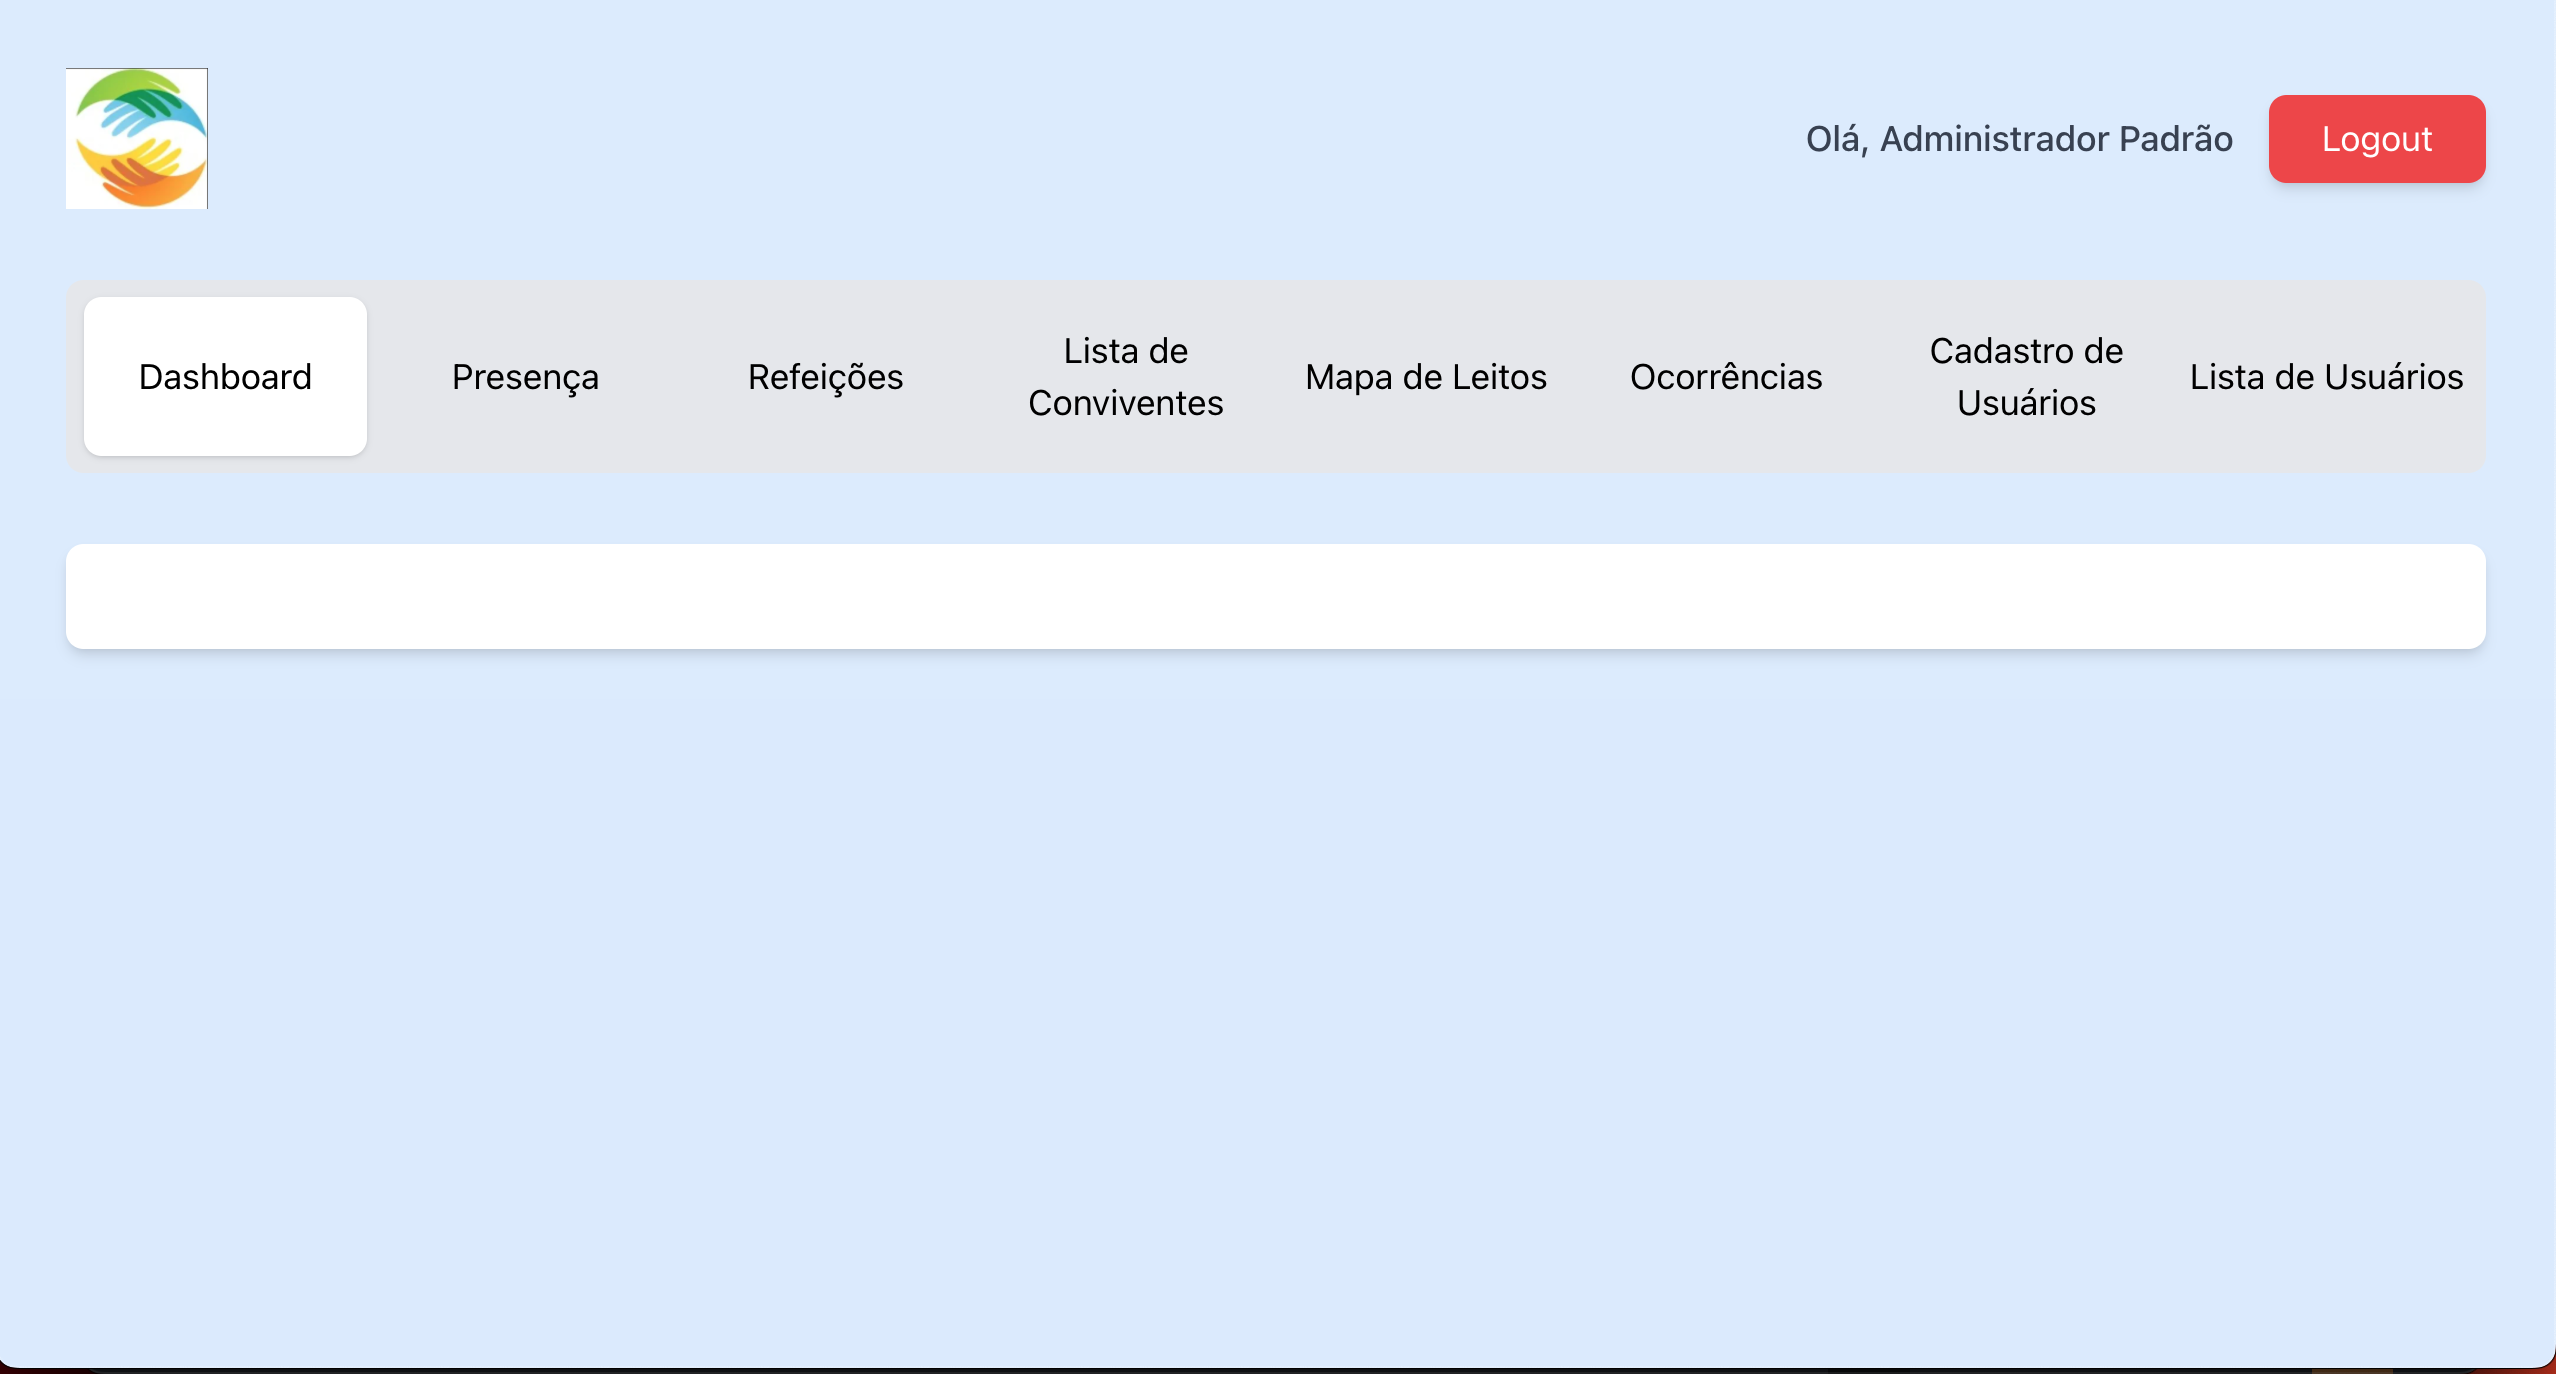 Olá, Administrador Padrão
Logout
Dashboard
Presença
Refeições
Lista de
Conviventes
Mapa de Leitos
Ocorrências
Cadastro de
Usuários
Lista de Usuários